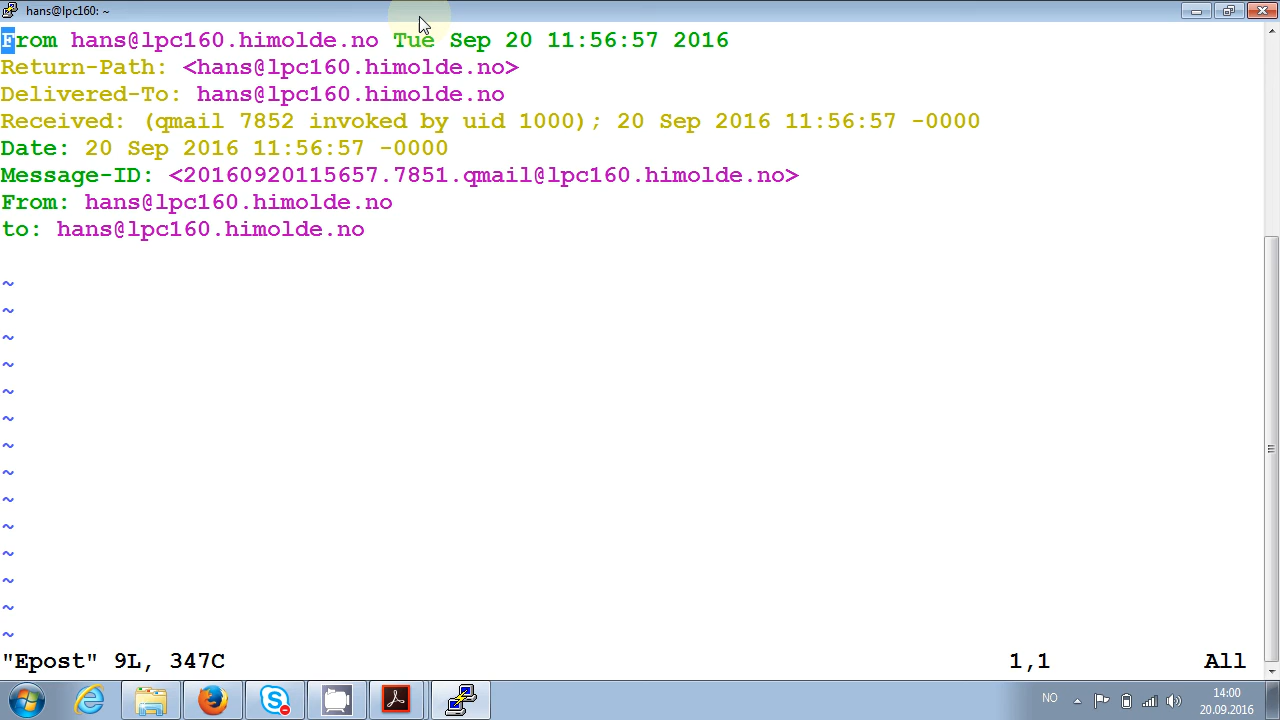 hans@lpc160: ~
From hans@lpc160.himolde.no Tue Sep 20 11:56:57 2016
Return-Path: <hans@lpc160.himolde.no>
Delivered-To: hans@lpc160.himolde.no
Received: (qmail 7852 invoked by uid 1000); 20 Sep 2016 11:56:57 -0000
Date: 20 Sep 2016 11:56:57 -0000
Message-ID: <20160920115657.7851.qmail@lpc160.himolde.no>
From: hans@lpc160.himolde.no
to: hans@lpc160.himolde.no
~
~
~
~
~
~
~
~
~
~
~
~
~
~
"Epost" 9L, 347C 1,1 All
NO 14:00
20.09.2016